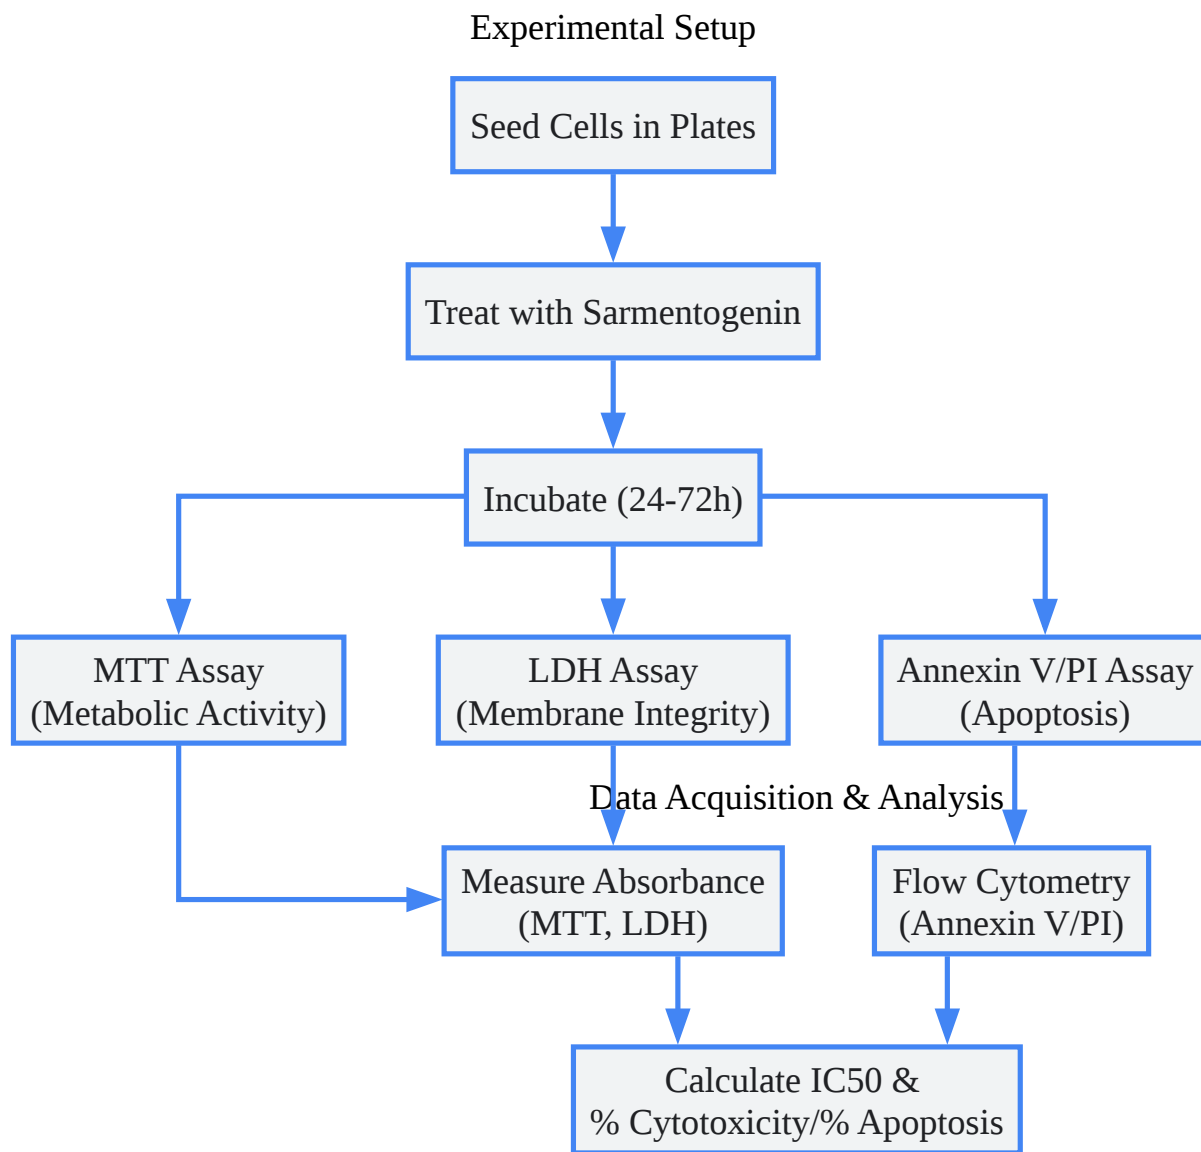 Experimental Setup
Seed Cells in Plates
Treat with Sarmentogenin
Incubate (24-72h)
MTT Assay
(Metabolic Activity)
LDH Assay
(Membrane Integrity)
Annexin V/PI Assay
(Apoptosis)
Data Acquisition & Analysis
Measure Absorbance
(MTT, LDH)
Flow Cytometry
(Annexin V/PI)
Calculate IC50 &
% Cytotoxicity/% Apoptosis